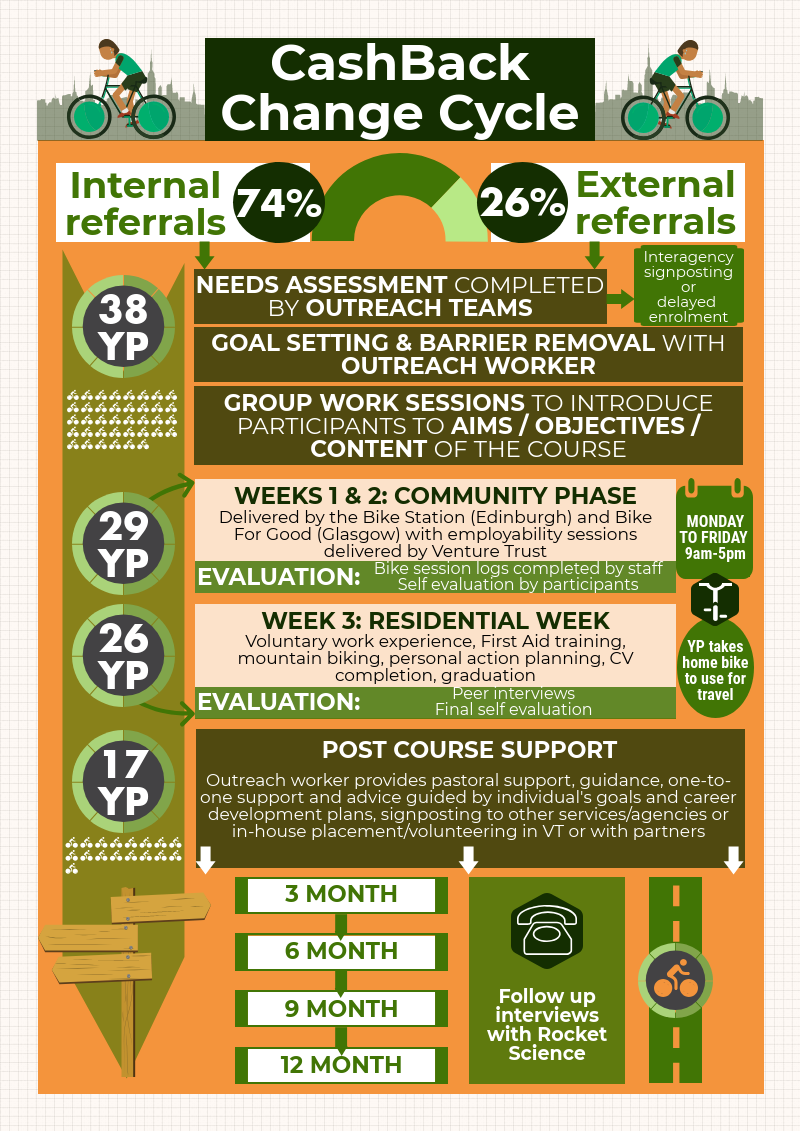 CashBack
Change Cycle
Internal
referrals
74%
26%
External
referrals
38
YP
NEEDS ASSESSMENT COMPLETED
BY OUTREACH TEAMS
Interagency
signposting
or
delayed
enrolment
GOAL SETTING & BARRIER REMOVAL WITH
OUTREACH WORKER
GROUP WORK SESSIONS TO INTRODUCE
PARTICIPANTS TO AIMS / OBJECTIVES /
CONTENT OF THE COURSE
29
YP
WEEKS 1 & 2: COMMUNITY PHASE
Delivered by the Bike Station (Edinburgh) and Bike
For Good (Glasgow) with employability sessions
delivered by Venture Trust
EVALUATION:
Bike session logs completed by staff
Self evaluation by participants
MONDAY
TO FRIDAY
9am-5pm
26
YP
WEEK 3: RESIDENTIAL WEEK
Voluntary work experience, First Aid training,
mountain biking, personal action planning, CV
completion, graduation
EVALUATION:
Peer interviews
Final self evaluation
YP takes
home bike
to use for
travel
17
YP
POST COURSE SUPPORT
Outreach worker provides pastoral support, guidance, one-to-
one support and advice guided by individual's goals and career
development plans, signposting to other services/agencies or
in-house placement/volunteering in VT or with partners
3 MONTH
6 MONTH
9 MONTH
12 MONTH
Follow up
interviews
with Rocket
Science